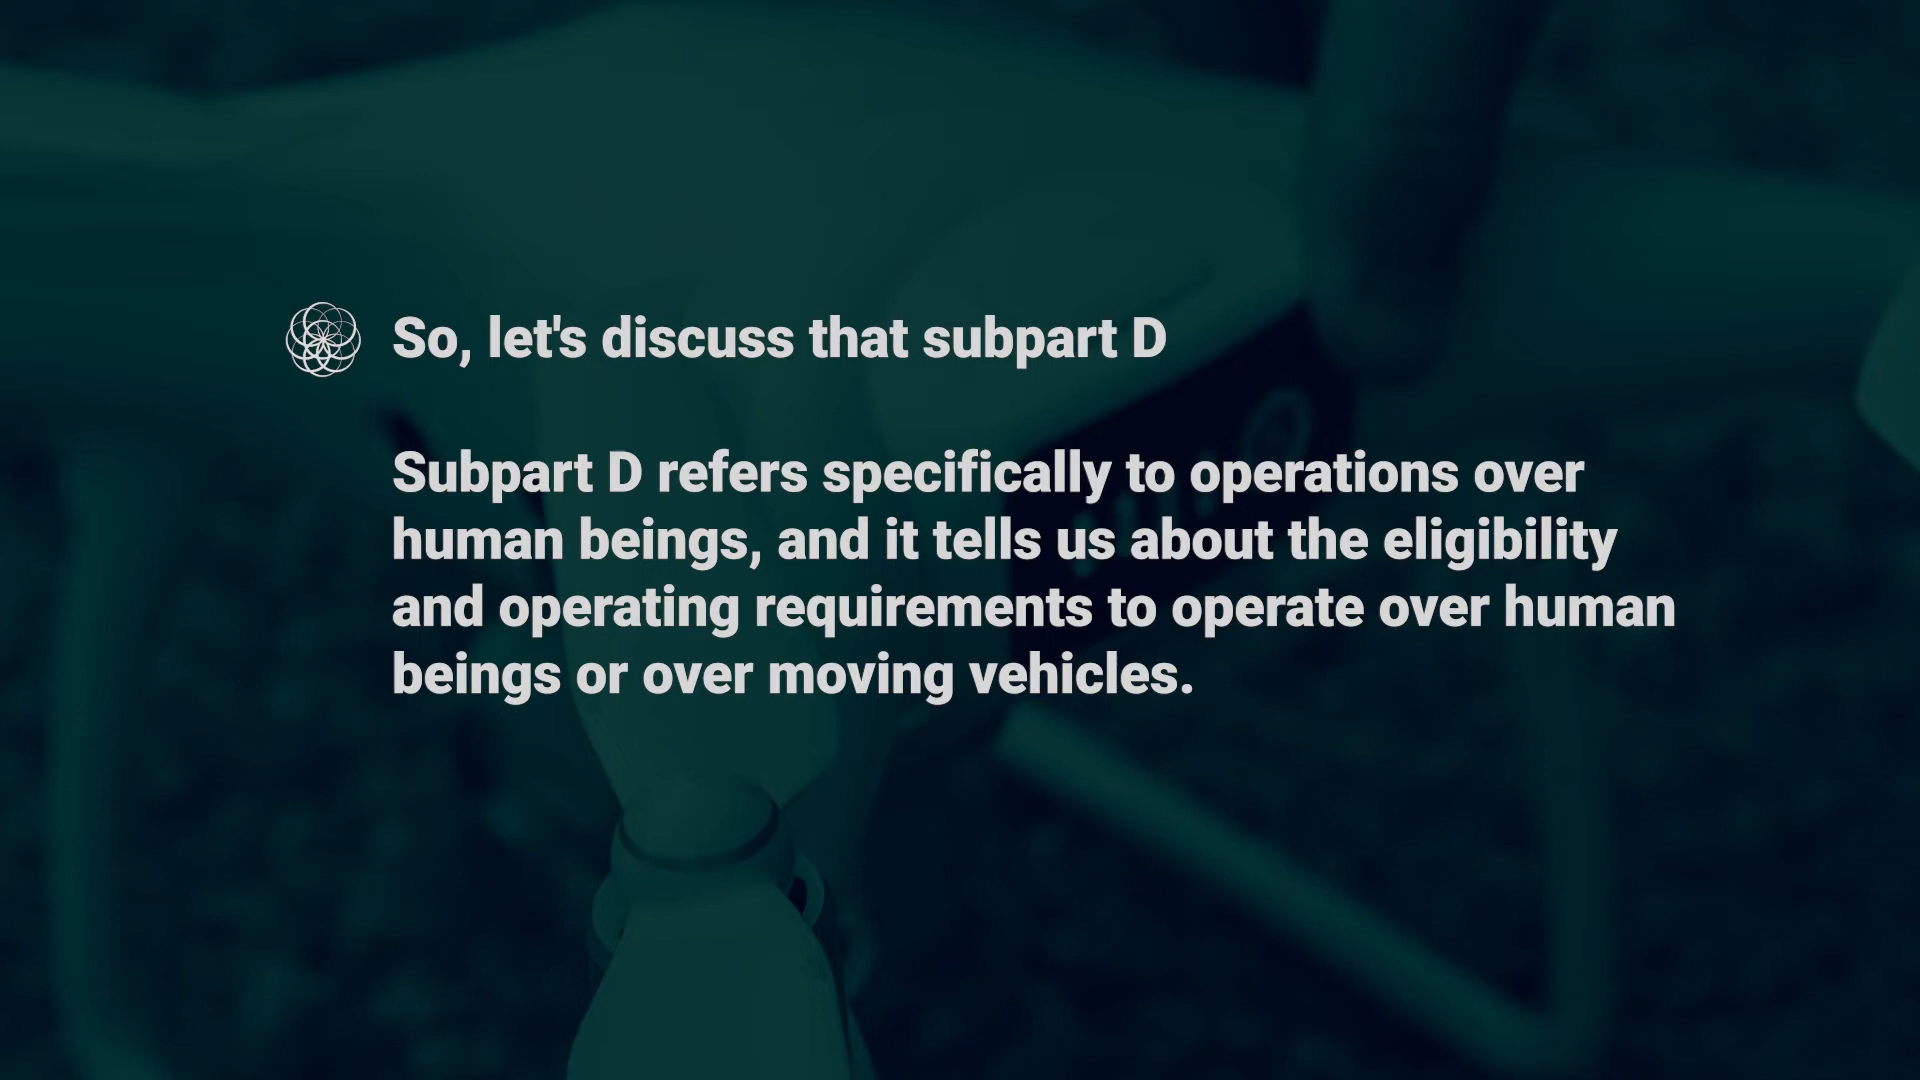 So, let's discuss that subpart D
Subpart D refers specifically to operations over
human beings, and it tells us about the eligibility
and operating requirements to operate over human
beings or over moving vehicles.